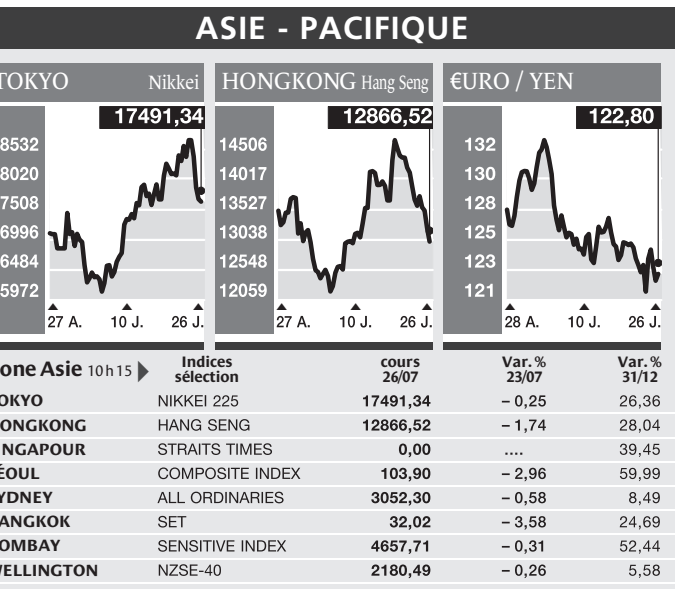 ASIE - PACIFIQUE
TOKYO Nikkei
17491,34
8532
8020
7508
6996
6484
5972
27 A. 10 J. 26 J.
HONGKONG Hang Seng
12866,52
14506
14017
13527
13038
12548
12059
27 A. 10 J. 26 J.
€URO / YEN
122,80
132
130
128
125
123
121
28 A. 10 J. 26 J.
one Asie 10h15 Indices sélection cours 26/07 Var. % 23/07 Var. % 31/12
OKYO NIKKEI 225 17491,34 – 0,25 26,36
ONGKONG HANG SENG 12866,52 – 1,74 28,04
NGAPOUR STRAITS TIMES 0,00 .... 39,45
ÉOUL COMPOSITE INDEX 103,90 – 2,96 59,99
YDNEY ALL ORDINARIES 3052,30 – 0,58 8,49
ANGKOK SET 32,02 – 3,58 24,69
OMBAY SENSITIVE INDEX 4657,71 – 0,31 52,44
WELLINGTON NZSE-40 2180,49 – 0,26 5,58